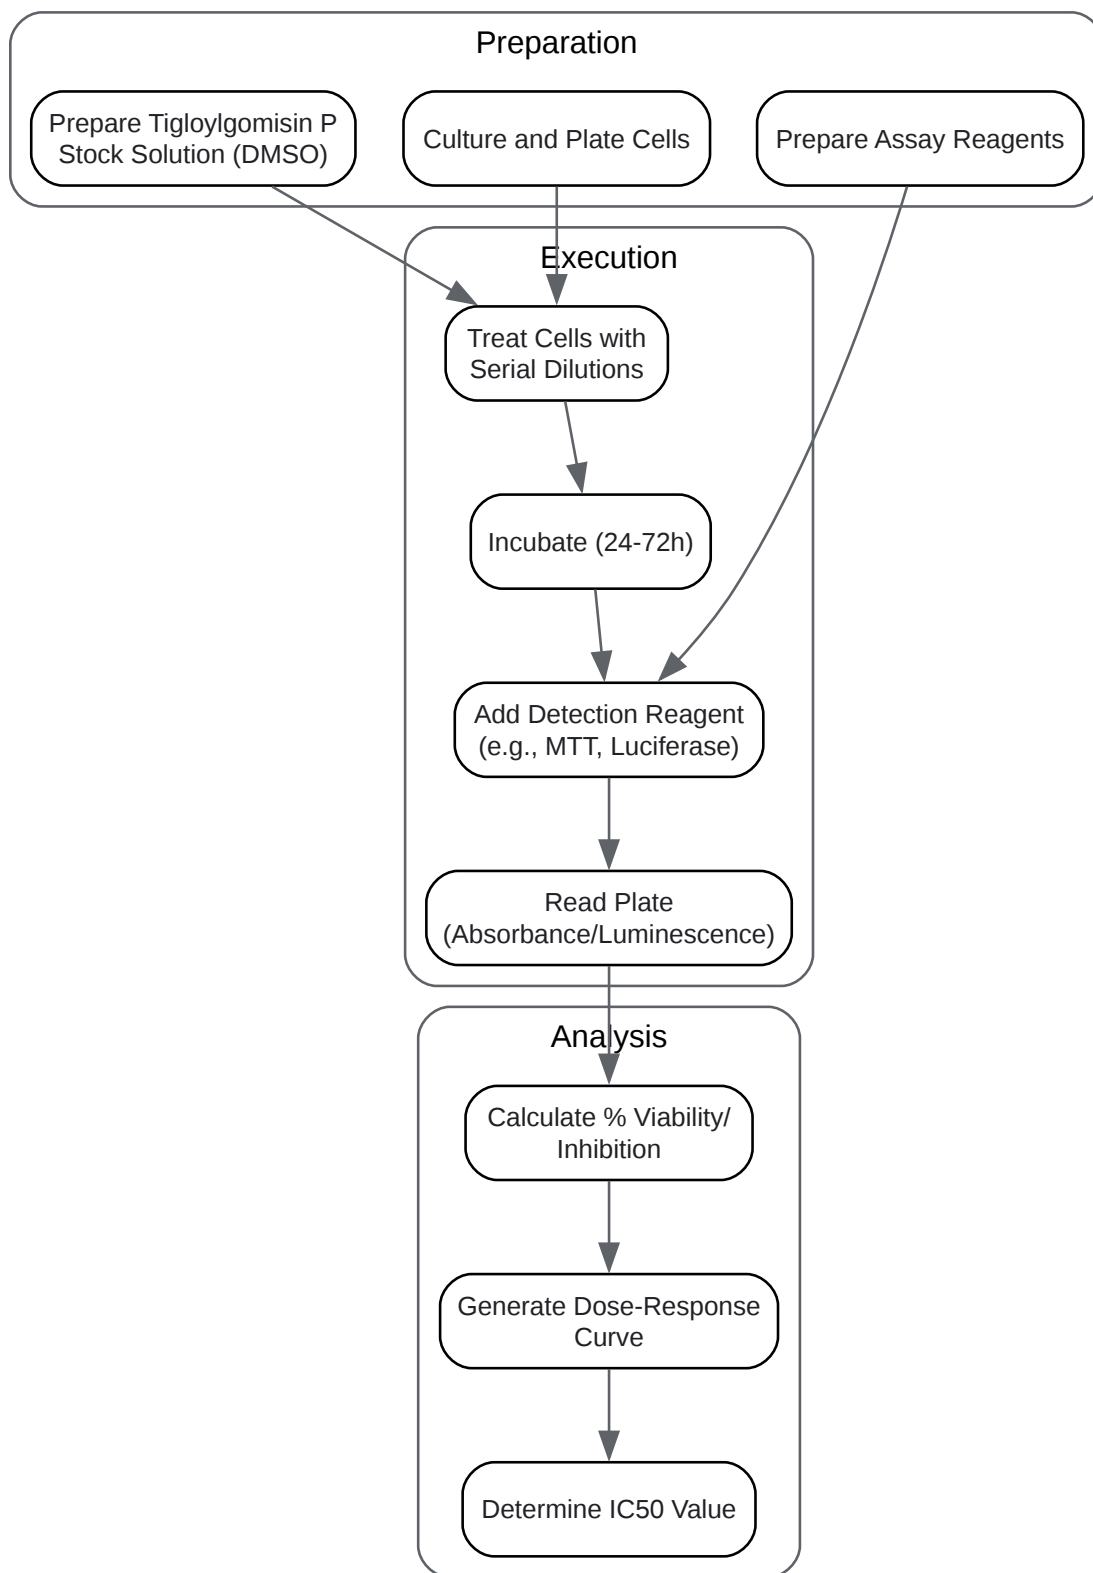 Preparation
Prepare Tigloylgomisin P
Stock Solution (DMSO)
Culture and Plate Cells
Prepare Assay Reagents
Execution
Treat Cells with
Serial Dilutions
Incubate (24-72h)
Add Detection Reagent
(e.g., MTT, Luciferase)
Read Plate
(Absorbance/Luminescence)
Analysis
Calculate % Viability/
Inhibition
Generate Dose-Response
Curve
Determine IC50 Value